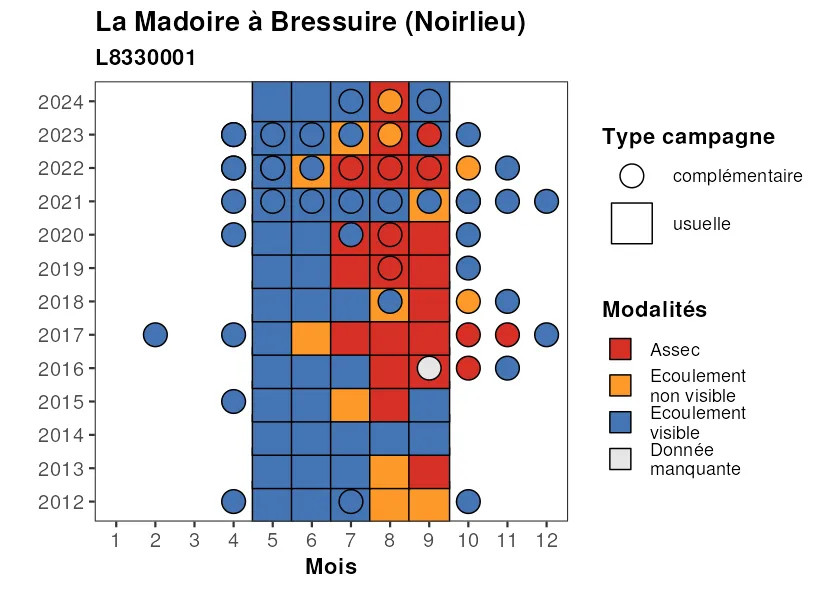 La Madoire à Bressuire (Noirlieu)
L8330001
2024
2023
2022
2021
2020
2019
2018
2017
2016
2015
2014
2013
2012
1 2 3 4 5 6 7 8 9 10 11 12
Mois
Type campagne
complémentaire
usuelle
Modalités
Assec
Ecoulement
non visible
Ecoulement
visible
Donnée
manquante